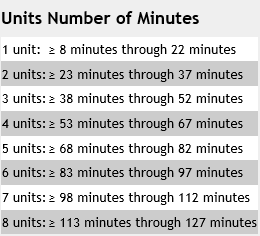 Units Number of Minutes
1 unit: ≥ 8 minutes through 22 minutes
2 units: ≥ 23 minutes through 37 minutes
3 units: ≥ 38 minutes through 52 minutes
4 units: ≥ 53 minutes through 67 minutes
5 units: ≥ 68 minutes through 82 minutes
6 units: ≥ 83 minutes through 97 minutes
7 units: ≥ 98 minutes through 112 minutes
8 units: ≥ 113 minutes through 127 minutes